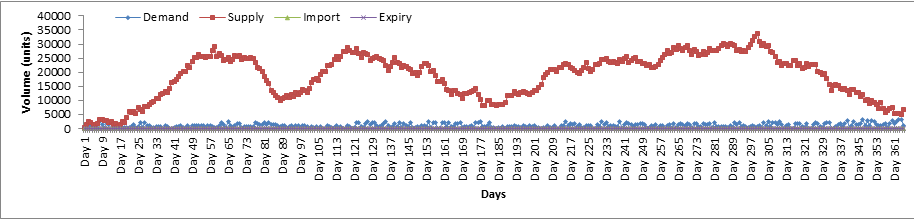 Demand Supply Import Expiry
40000
35000
30000
25000
20000
15000
10000
5000
0
Volume (units)
Day 1 Day 9 Day 17 Day 25 Day 33 Day 41 Day 49 Day 57 Day 65 Day 73 Day 81 Day 89 Day 97 Day 105 Day 113 Day 121 Day 129 Day 137 Day 145 Day 153 Day 161 Day 169 Day 177 Day 185 Day 193 Day 201 Day 209 Day 217 Day 225 Day 233 Day 241 Day 249 Day 257 Day 265 Day 273 Day 281 Day 289 Day 297 Day 305 Day 313 Day 321 Day 329 Day 337 Day 345 Day 353 Day 361
Days